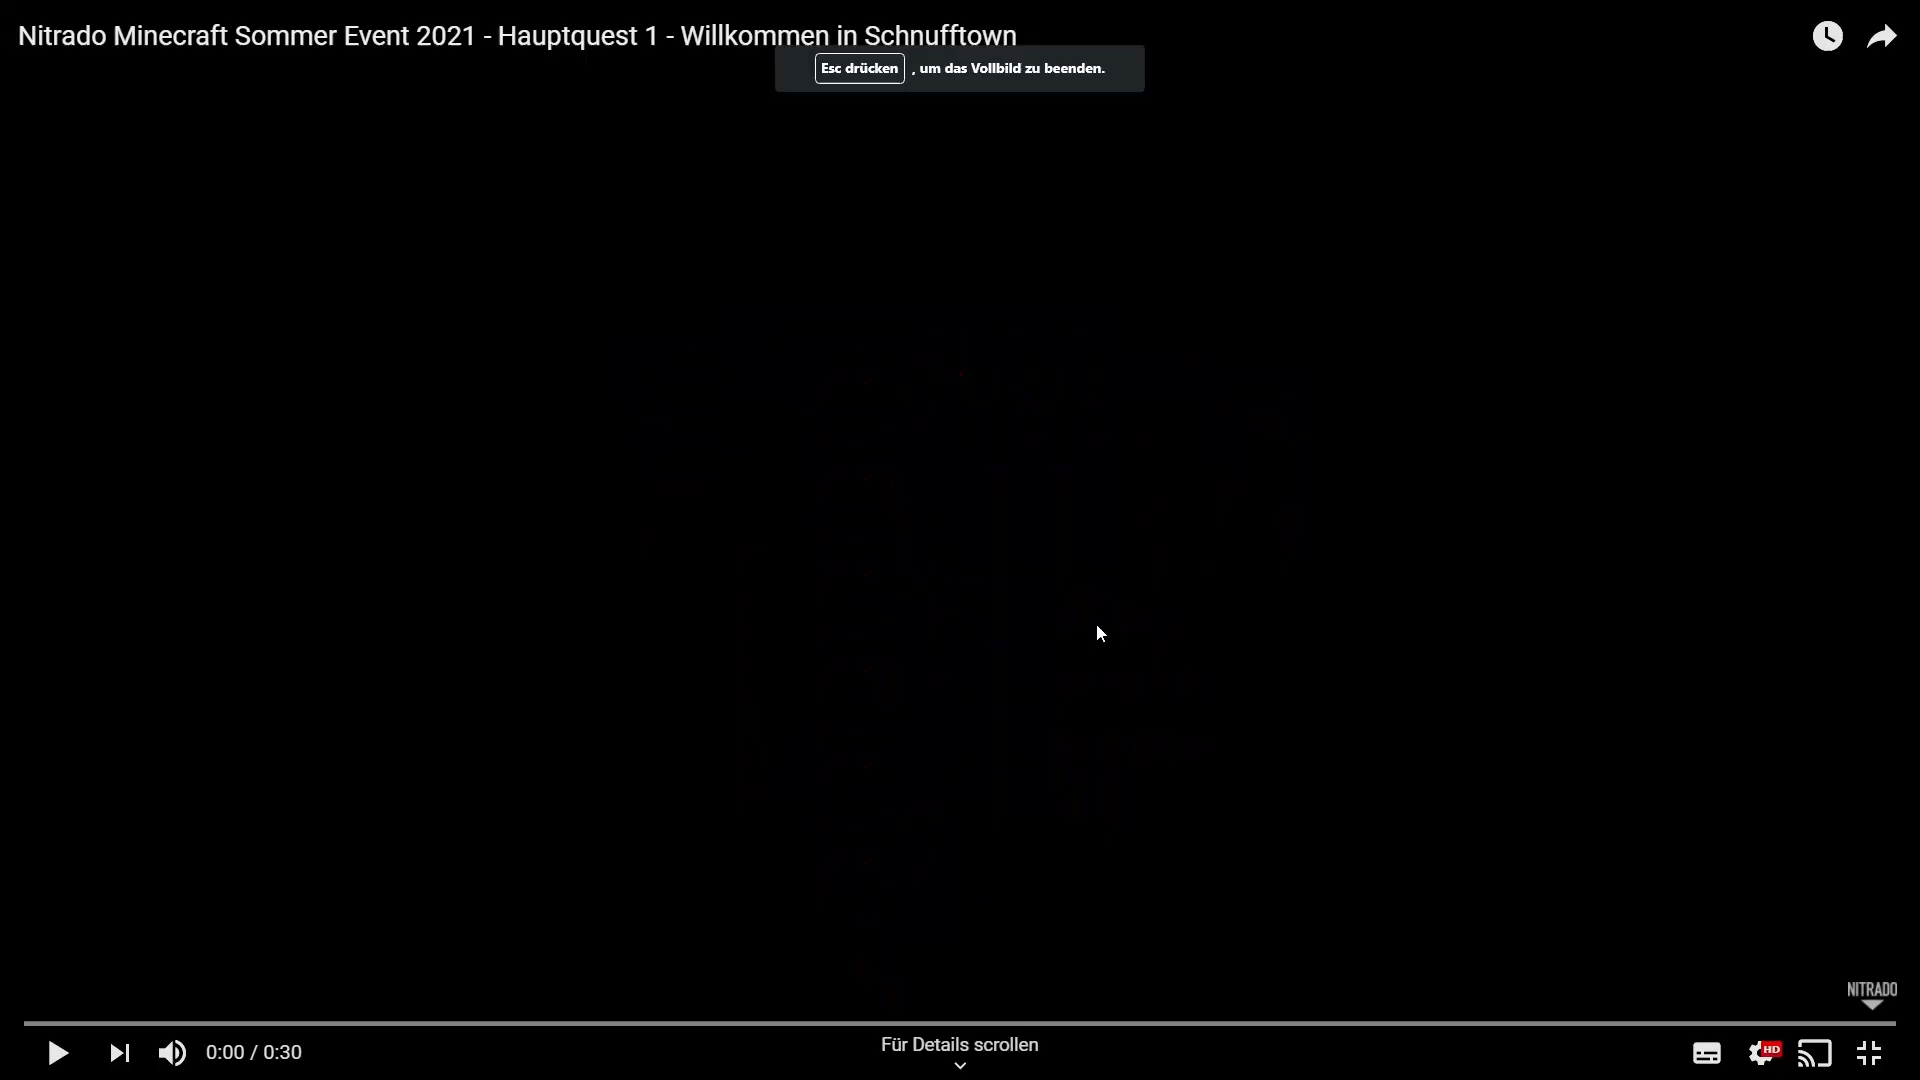 Nitrado Minecraft Sommer Event 2021 - Hauptquest 1 - Willkommen in Schnufftown
Esc drücken , um das Vollbild zu beenden.
NITRADO
Für Details scrollen
0:00 / 0:30
HD